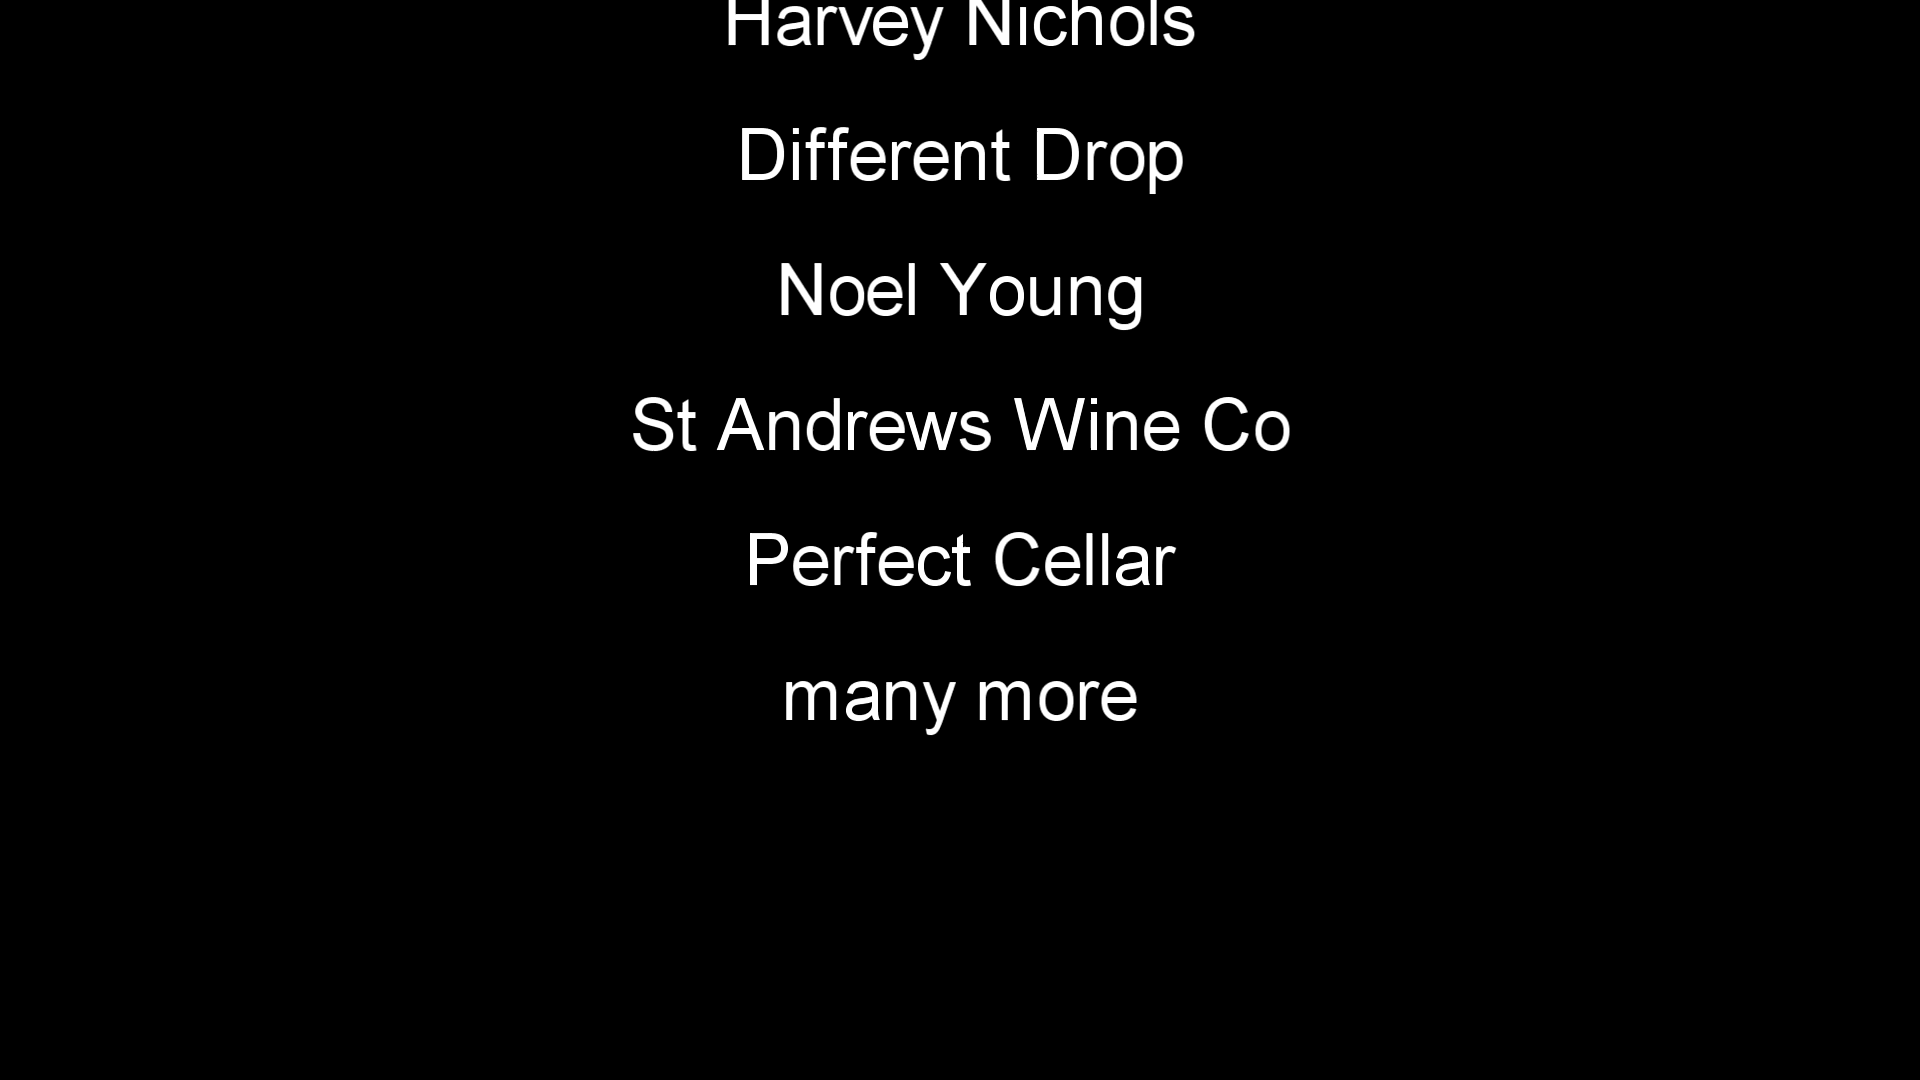 Harvey Nichols
Different Drop
Noel Young
St Andrews Wine Co
Perfect Cellar
many more